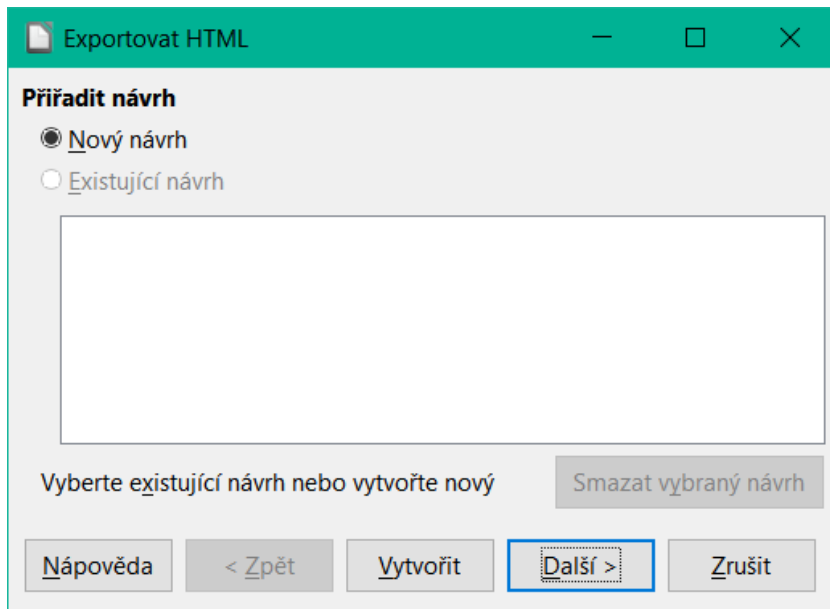 Exportovat HTML
Přiřadit návrh
Nový návrh
Existující návrh
Vyberte existující návrh nebo vytvořte nový
Smazat vybraný návrh
Nápověda
< Zpět
Vytvořit
Další >
Zrušit